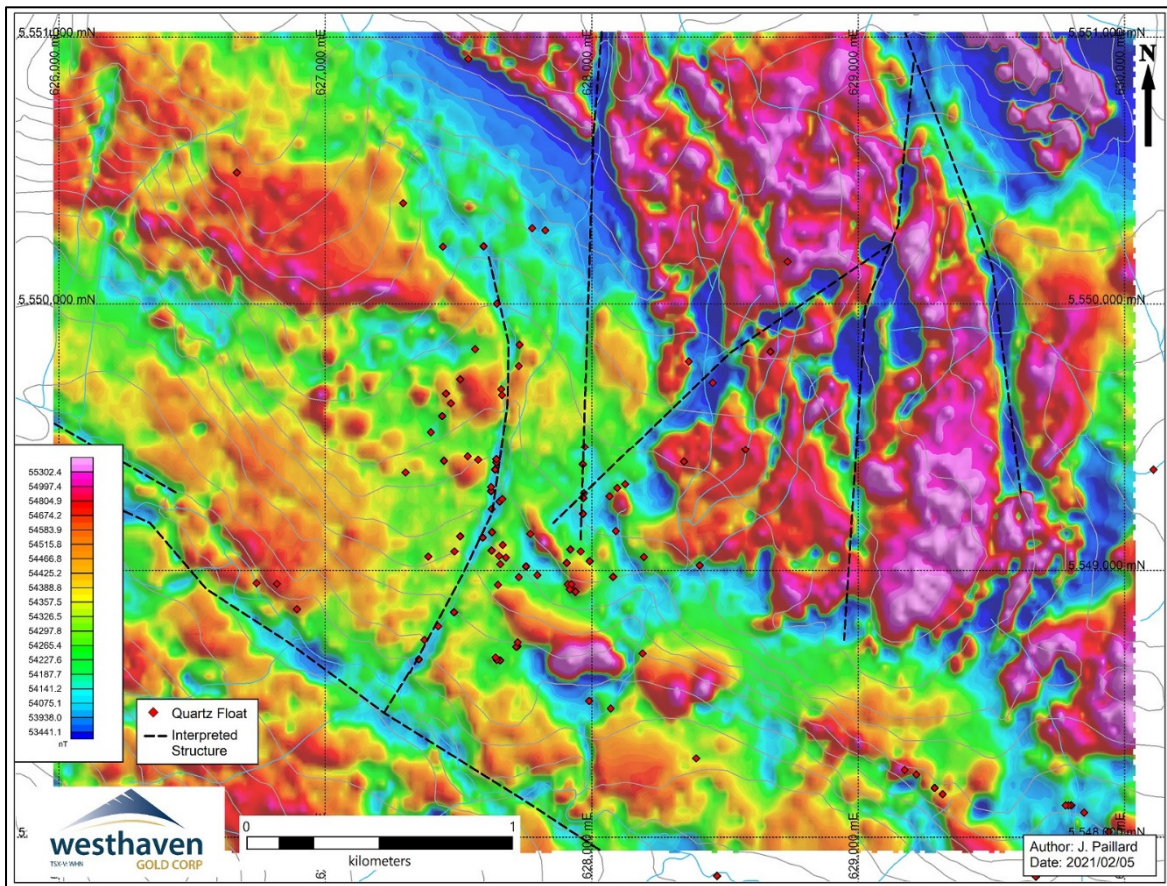 5,551,000 mN
5,551,000 mN
626,000 mE
627,000 mE
628,000 mE
629,000 mE
630,000 mE
N
5,550,000 mN
5,550,000 mN
55302.4
54997.4
54804.9
54674.2
54583.9
54515.8
54466.8
54425.2
54388.8
54357.5
54326.5
54297.8
54265.4
54227.6
54187.7
54141.2
54075.1
53938.0
53441.1
nT
Quartz Float
Interpreted
Structure
5,549,000 mN
westhaven
GOLD CORP
TSX-V: WHN
0 1
kilometers
628,000 mE
629,000 mE
5,548,000 mN
Author: J. Paillard
Date: 2021/02/05